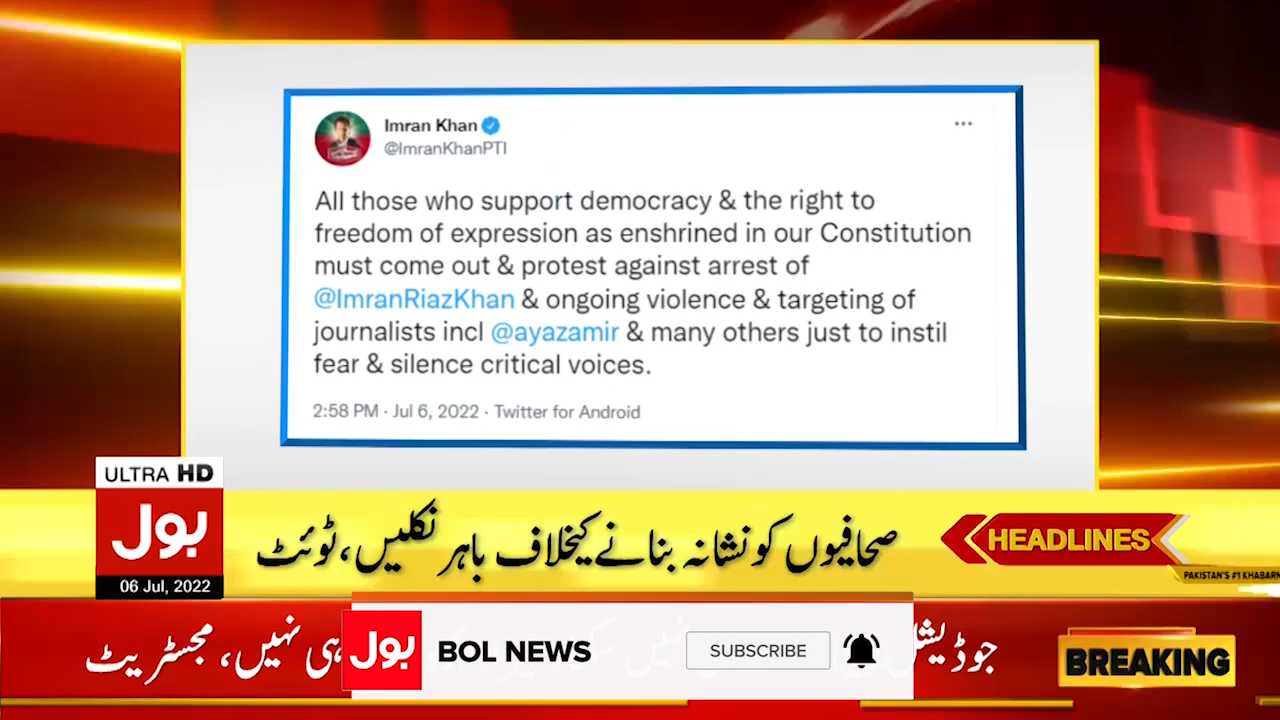 Imran Khan
@ImranKhanPTI
All those who support democracy & the right to
freedom of expression as enshrined in our Constitution
must come out & protest against arrest of
@ImranRiazKhan & ongoing violence & targeting of
journalists incl @ayazamir & many others just to instil
fear & silence critical voices.
2:58 PM · Jul 6, 2022 · Twitter for Android
ULTRA HD
بول
06 Jul, 2022
صحافیوں کو نشانہ بنانے کیخلاف باہر نکلیں، ٹوئٹ
HEADLINES
PAKISTAN'S #1
ہی نہیں، مجسٹریٹ
بول
BOL NEWS
SUBSCRIBE
BREAKING